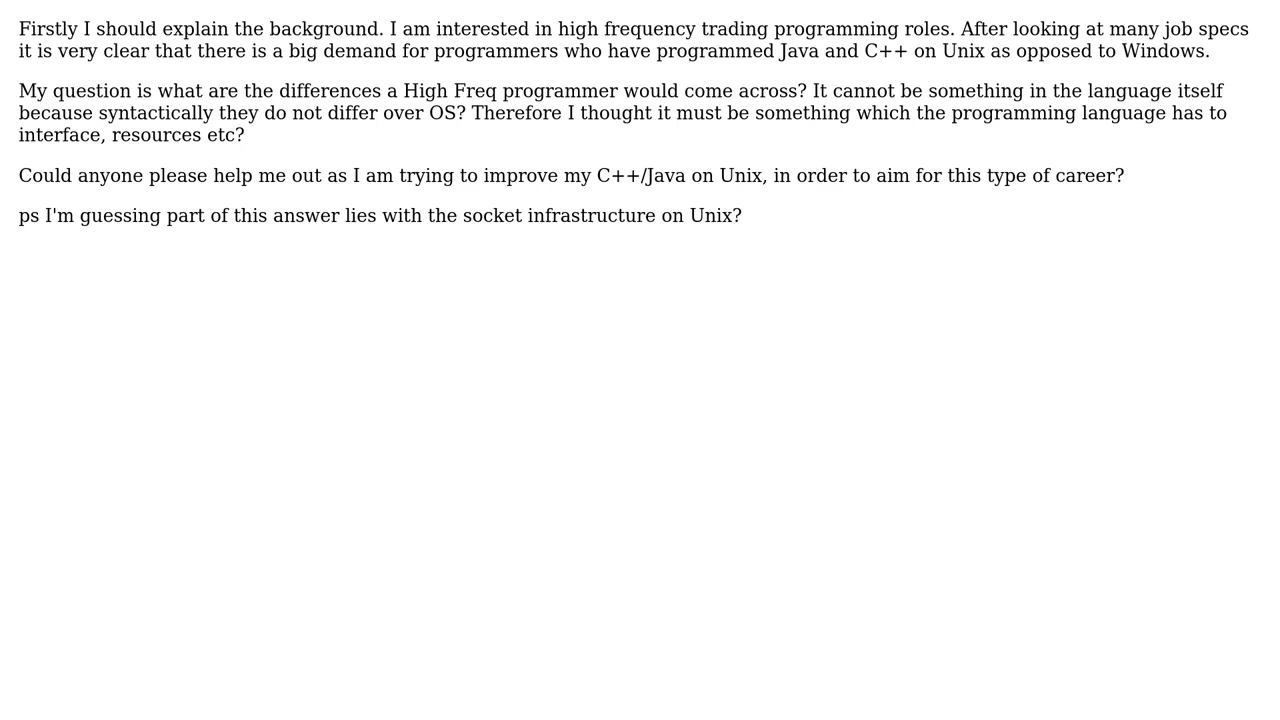 Firstly I should explain the background. I am interested in high frequency trading programming roles. After looking at many job specs
it is very clear that there is a big demand for programmers who have programmed Java and C++ on Unix as opposed to Windows.
My question is what are the differences a High Freq programmer would come across? It cannot be something in the language itself
because syntactically they do not differ over OS? Therefore I thought it must be something which the programming language has to
interface, resources etc?
Could anyone please help me out as I am trying to improve my C++/Java on Unix, in order to aim for this type of career?
ps I'm guessing part of this answer lies with the socket infrastructure on Unix?